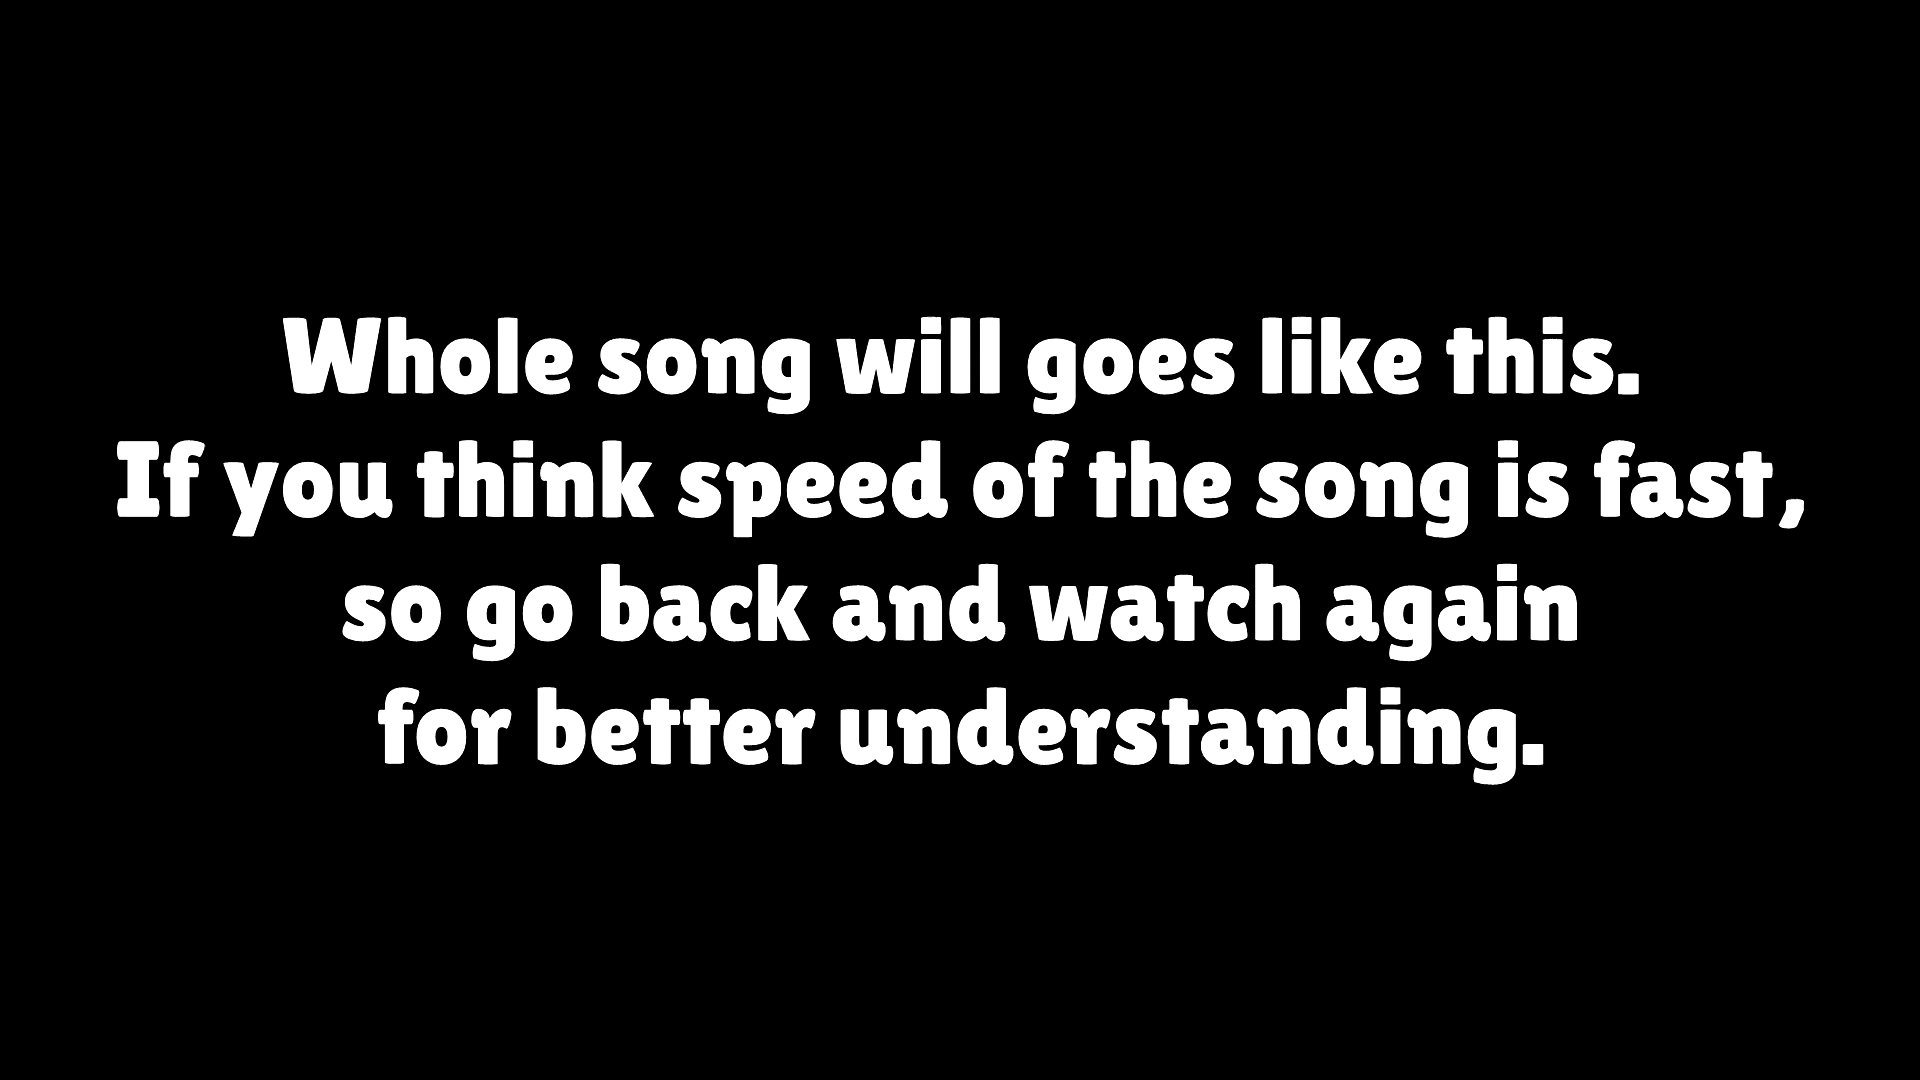 Whole song will goes like this.
If you think speed of the song is fast,
so go back and watch again
for better understanding.